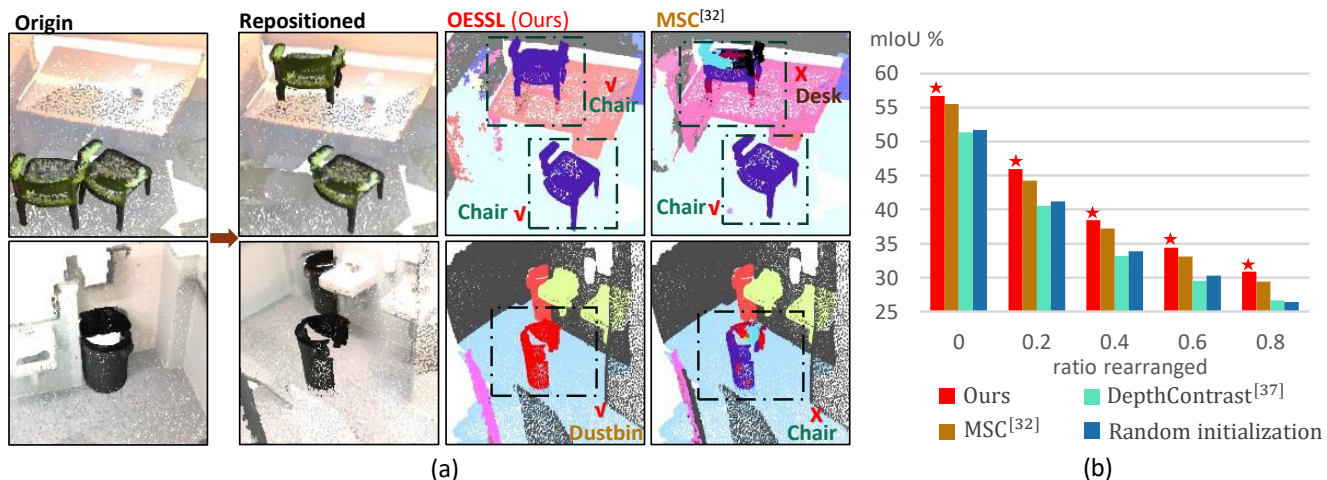 Origin
Repositioned
OESSL (Ours)
MSC[32]
√
Chair
X
Desk
Chair √
Chair √
√
Dustbin
X
Chair
(a)
mIoU %
60
55
50
45
40
35
30
25
0 0.2 0.4 0.6 0.8
ratio rearranged
Ours
DepthContrast[37]
MSC[32]
Random initialization
(b)